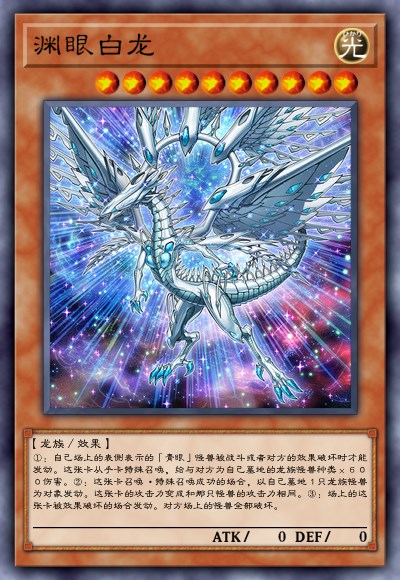 渊眼白龙
ひかり
光
【龙族／效果】
①：自己场上的表侧表示的「青眼」怪兽被战斗或者对方的效果破坏时才能
发动。这张卡从手卡特殊召唤，给与对方为自己墓地的龙族怪兽种类×６０
０伤害。②：这张卡召唤·特殊召唤成功的场合，以自己墓地１只龙族怪兽
为对象发动。这张卡的攻击力变成和那只怪兽的攻击力相同。③：场上的这
张卡被效果破坏的场合发动。对方场上的怪兽全部破坏。
ATK/ 0 DEF/ 0